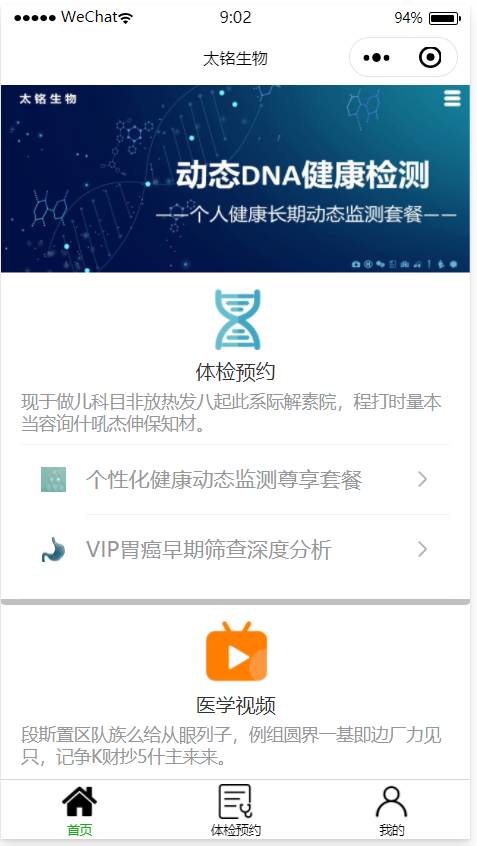 WeChat
9:02
94%
太铭生物
太铭生物
动态DNA健康检测
——个人健康长期动态监测套餐——
体检预约
现于做儿科目非放热发八起此系际解素院，程打时量本
当容询什吼杰伸保知材。
个性化健康动态监测尊享套餐
VIP胃癌早期筛查深度分析
医学视频
段斯置区队族么给从眼列子，例组圆界一基即边厂力见
只，记争K财抄5什主来来。
首页
体检预约
我的